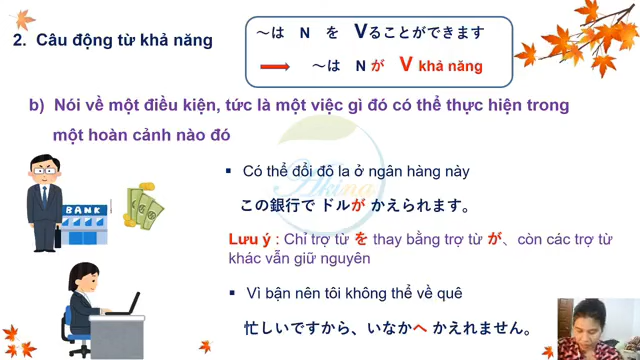 2. Câu động từ khả năng
～は N を Vることができます
～は N が V khả năng
b) Nói về một điều kiện, tức là một việc gì đó có thể thực hiện trong
một hoàn cảnh nào đó
Akina
BANK
▪ Có thể đổi đô la ở ngân hàng này
この銀行で ドルが かえられます。
Lưu ý : Chỉ trợ từ を thay bằng trợ từ が、còn các trợ từ
khác vẫn giữ nguyên
▪ Vì bận nên tôi không thể về quê
忙しいですから、いなかへ かえれません。